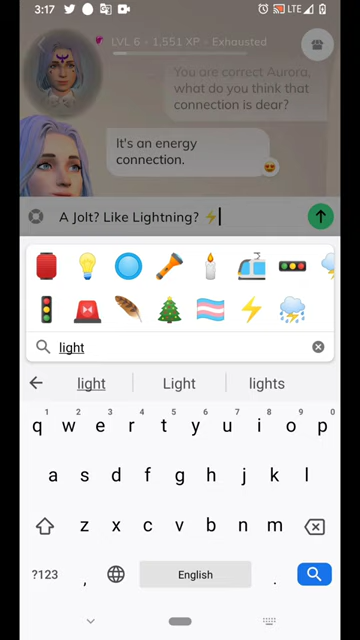 3:17
LTE
LVL 6 - 1,551 XP - Exhausted
You are correct Aurora,
what do you think that
connection is dear?
It's an energy
connection.
A Jolt? Like Lightning? ⚡
light
light Light lights
1 2 3 4 5 6 7 8 9 0
q w e r t y u i o p
a s d f g h j k l
z x c v b n m
?123 , English .